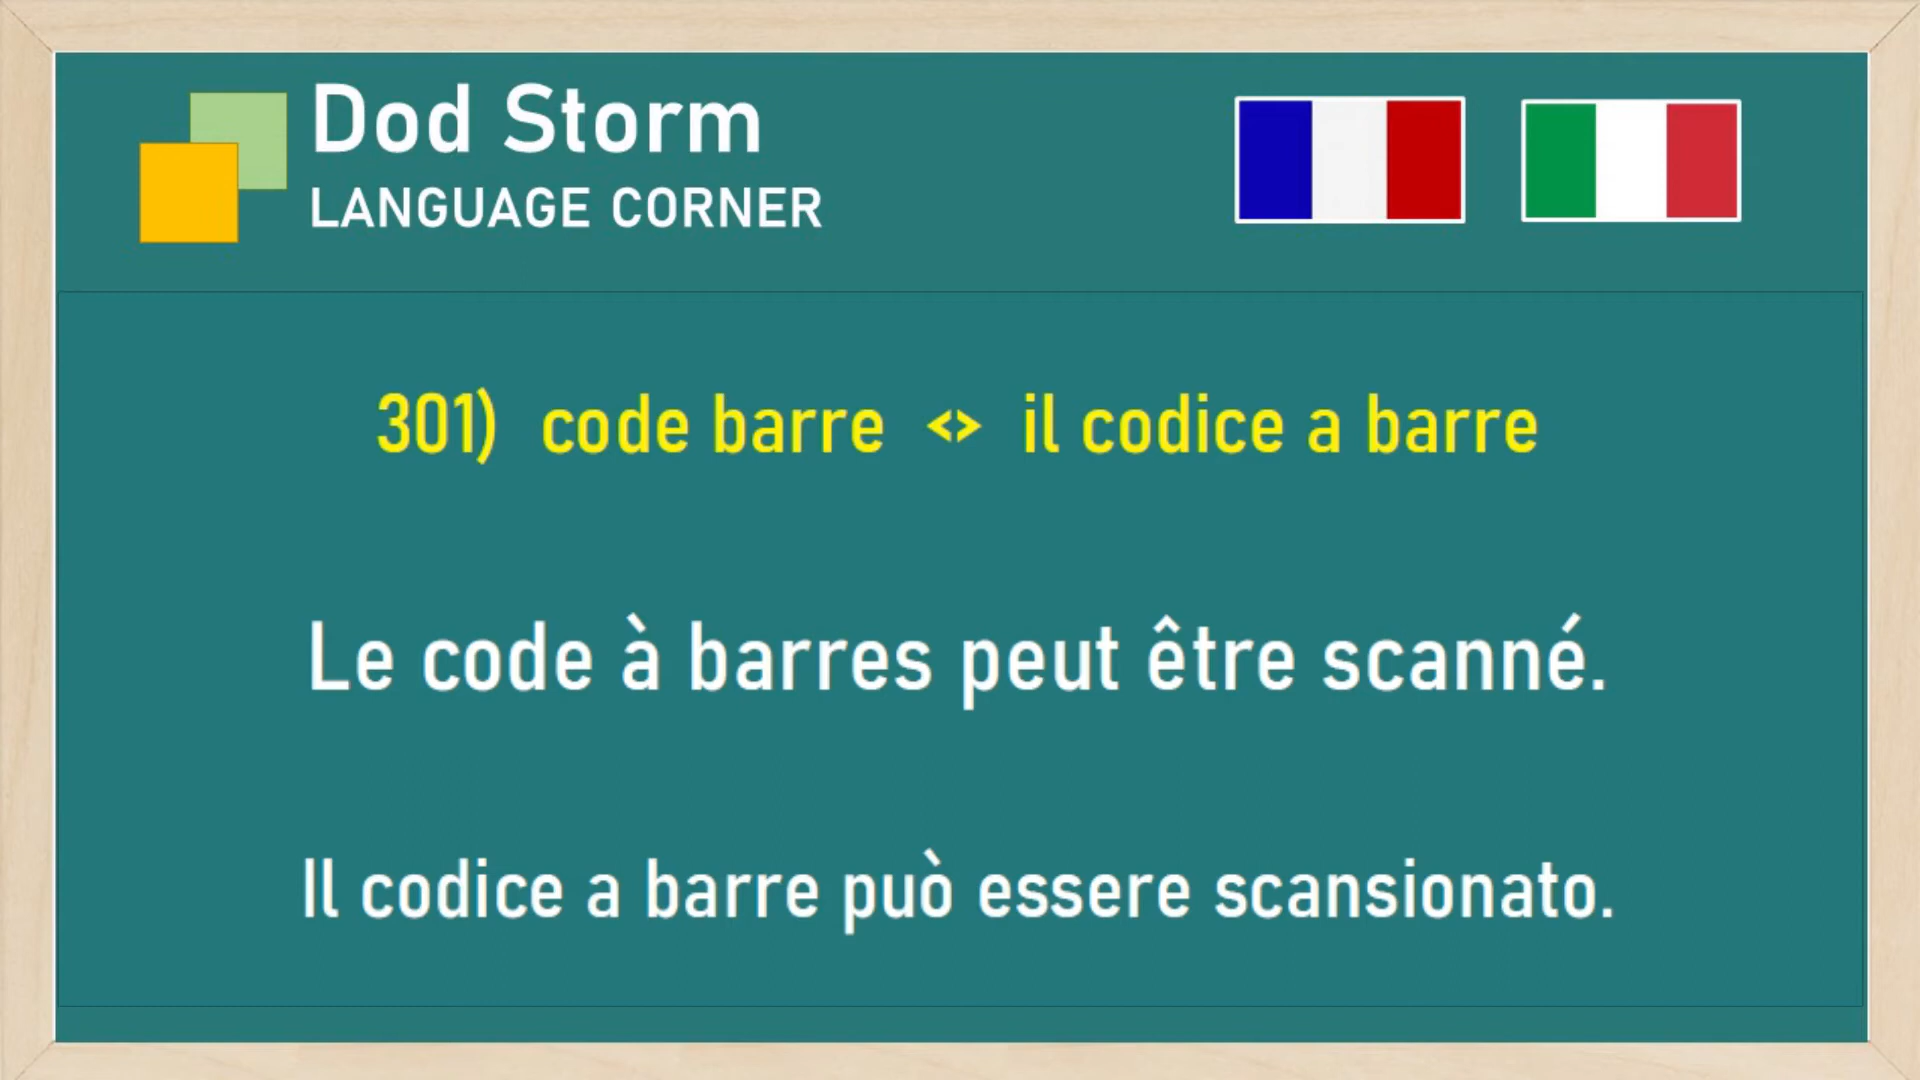 Dod Storm
LANGUAGE CORNER
301) code barre <> il codice a barre
Le code à barres peut être scanné.
Il codice a barre può essere scansionato.